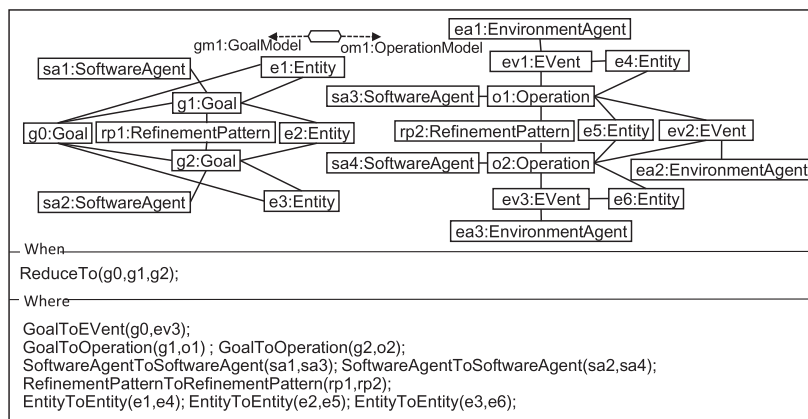 ea1:EnvironmentAgent
gm1:GoalModel
om1:OperationModel
sa1:SoftwareAgent
e1:Entity
ev1:EVent
e4:Entity
g1:Goal
sa3:SoftwareAgent
o1:Operation
g0:Goal
rp1:RefinementPattern
e2:Entity
rp2:RefinementPattern
e5:Entity
ev2:EVent
g2:Goal
sa4:SoftwareAgent
o2:Operation
ea2:EnvironmentAgent
sa2:SoftwareAgent
e3:Entity
ev3:EVent
e6:Entity
ea3:EnvironmentAgent
When
ReduceTo(g0,g1,g2);
Where
GoalToEVent(g0,ev3);
GoalToOperation(g1,o1) ; GoalToOperation(g2,o2);
SoftwareAgentToSoftwareAgent(sa1,sa3); SoftwareAgentToSoftwareAgent(sa2,sa4);
RefinementPatternToRefinementPattern(rp1,rp2);
EntityToEntity(e1,e4); EntityToEntity(e2,e5); EntityToEntity(e3,e6);